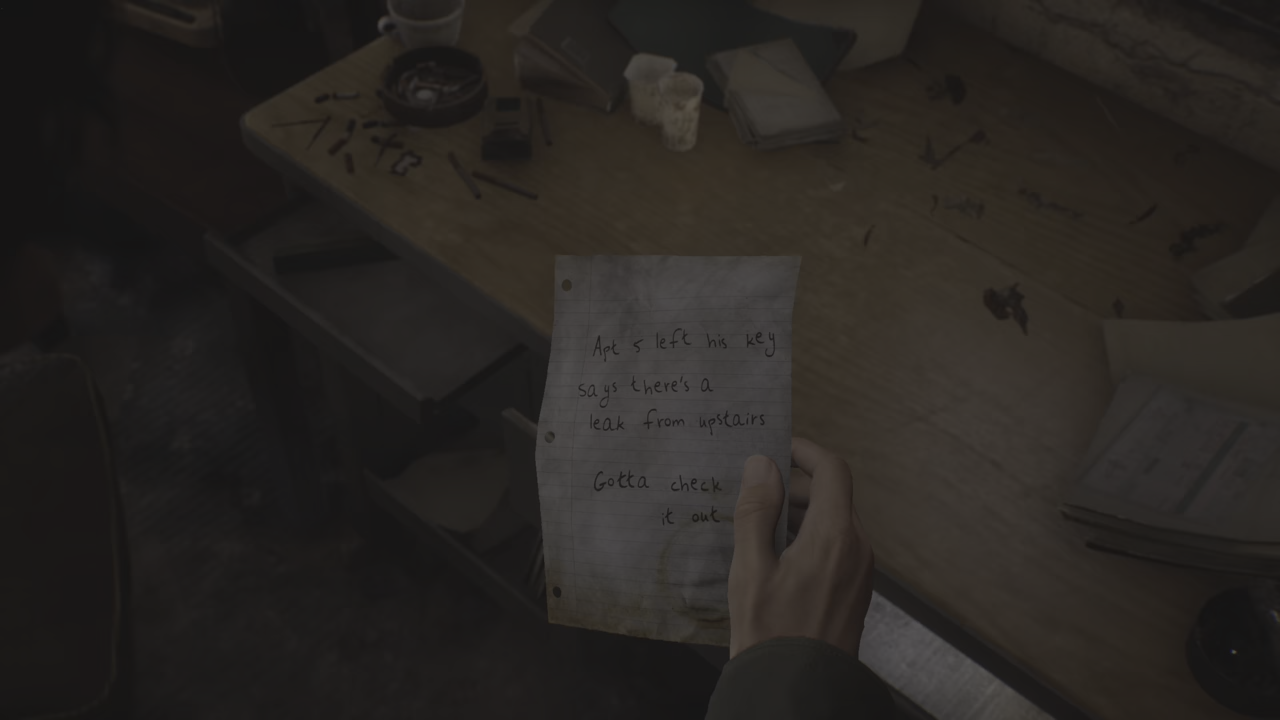 Apt 5 left his key
says there's a
leak from upstairs
Gotta check
it out